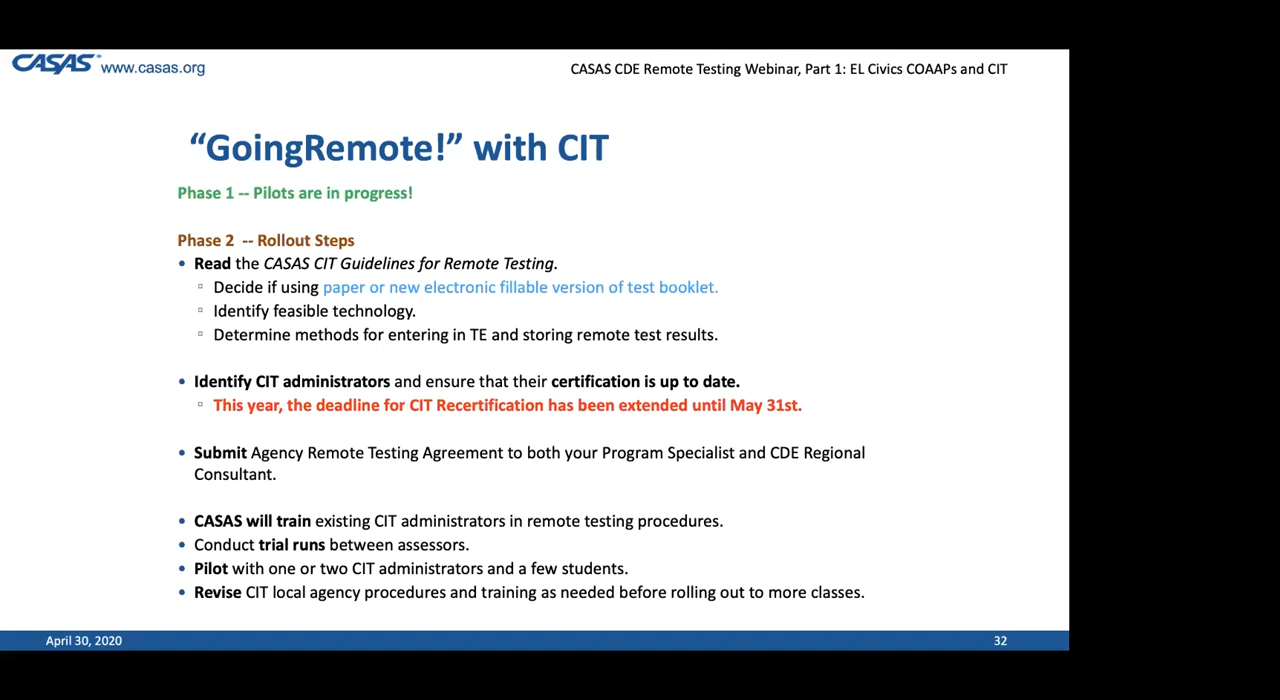 CASAS www.casas.org
CASAS CDE Remote Testing Webinar, Part 1: EL Civics COAAPs and CIT
“GoingRemote!” with CIT
Phase 1 -- Pilots are in progress!
Phase 2 -- Rollout Steps
• Read the CASAS CIT Guidelines for Remote Testing.
▫ Decide if using paper or new electronic fillable version of test booklet.
▫ Identify feasible technology.
▫ Determine methods for entering in TE and storing remote test results.
• Identify CIT administrators and ensure that their certification is up to date.
▫ This year, the deadline for CIT Recertification has been extended until May 31st.
• Submit Agency Remote Testing Agreement to both your Program Specialist and CDE Regional
Consultant.
• CASAS will train existing CIT administrators in remote testing procedures.
• Conduct trial runs between assessors.
• Pilot with one or two CIT administrators and a few students.
• Revise CIT local agency procedures and training as needed before rolling out to more classes.
April 30, 2020
32